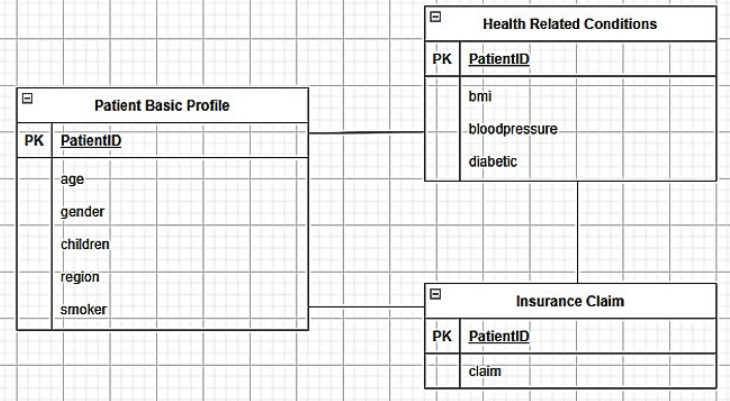 Patient Basic Profile
PK PatientID
age
gender
children
region
smoker
Health Related Conditions
PK PatientID
bmi
bloodpressure
diabetic
Insurance Claim
PK PatientID
claim